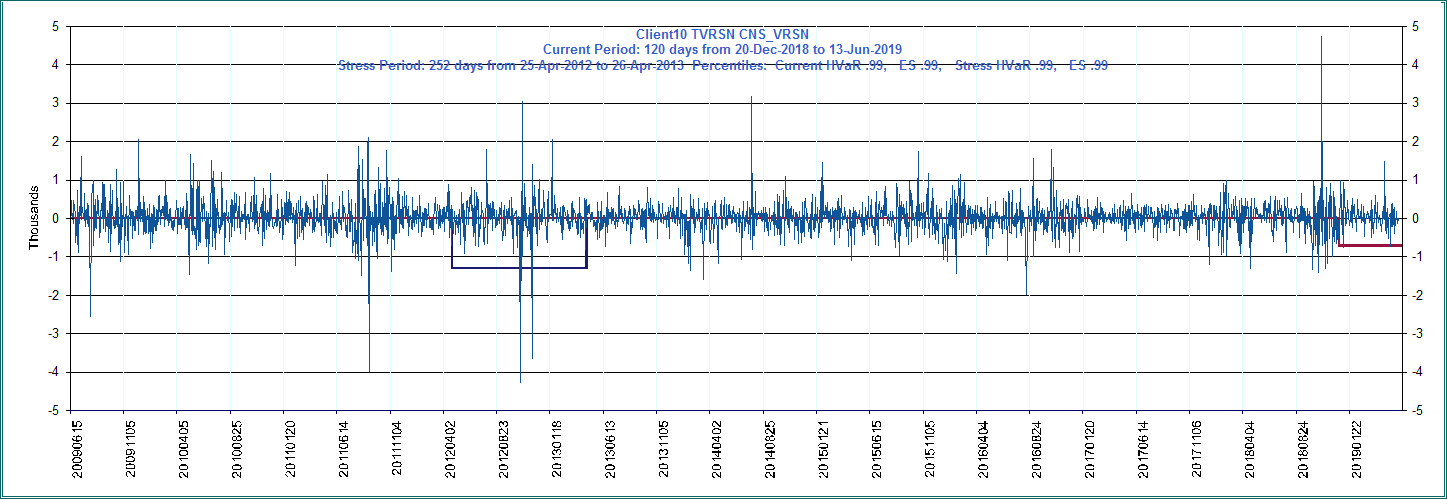 Client10 TVRSN CNS_VRSN
Current Period: 120 days from 20-Dec-2018 to 13-Jun-2019
Stress Period: 252 days from 25-Apr-2012 to 26-Apr-2013 Percentiles: Current HVaR .99, ES .99, Stress HVaR .99, ES .99
5 5
4 4
3 3
2 2
1 1
0 0
-1 -1
-2 -2
-3 -3
-4 -4
-5 -5
Thousands
20090615 20091105 20100405 20100825 20110120 20110614 20111104 20120402 20120823 20130118 20130613 20131105 20140402 20140825 20150121 20150615 20151105 20160404 20160824 20170120 20170614 20171106 20180404 20180824 20190122